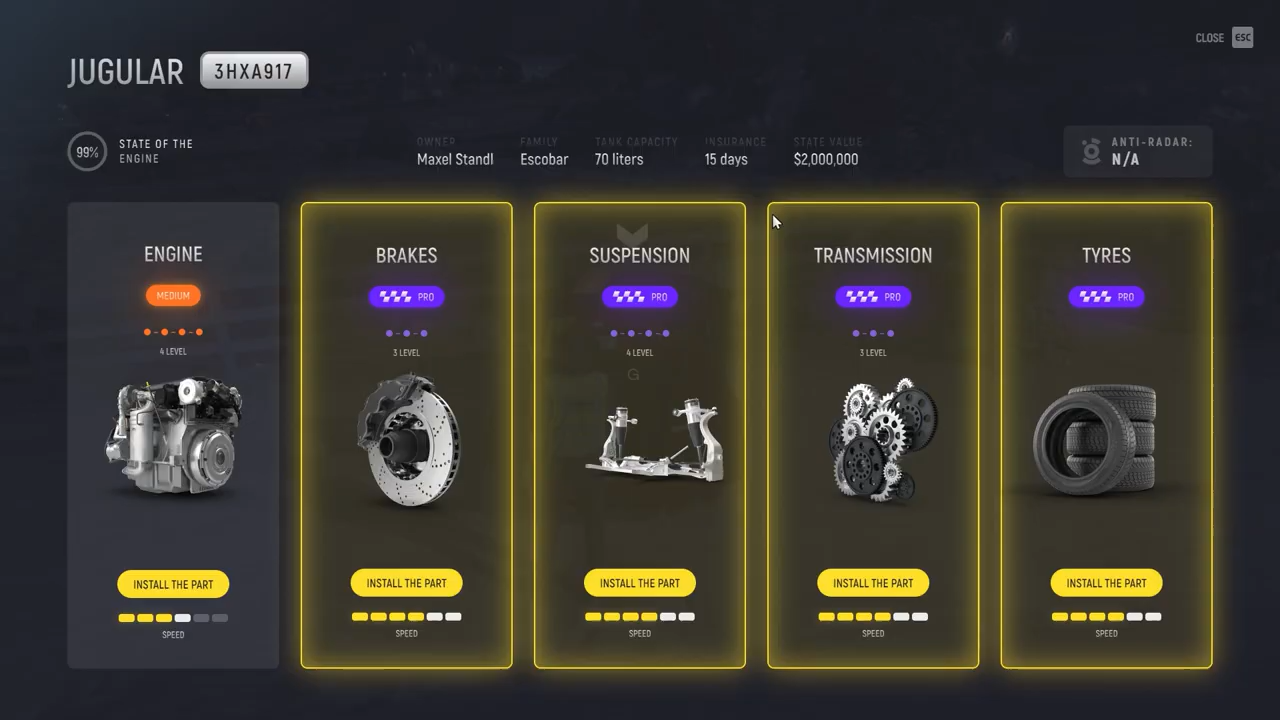 CLOSE ESC
JUGULAR 3HXA917
99% STATE OF THE
ENGINE
OWNER FAMILY TANK CAPACITY INSURANCE STATE VALUE
Maxel Standl Escobar 70 liters 15 days $2,000,000
ANTI-RADAR:
N/A
ENGINE
MEDIUM
4 LEVEL
INSTALL THE PART
SPEED
BRAKES
PRO
3 LEVEL
INSTALL THE PART
SPEED
SUSPENSION
PRO
4 LEVEL
G
INSTALL THE PART
SPEED
TRANSMISSION
PRO
3 LEVEL
INSTALL THE PART
SPEED
TYRES
PRO
INSTALL THE PART
SPEED